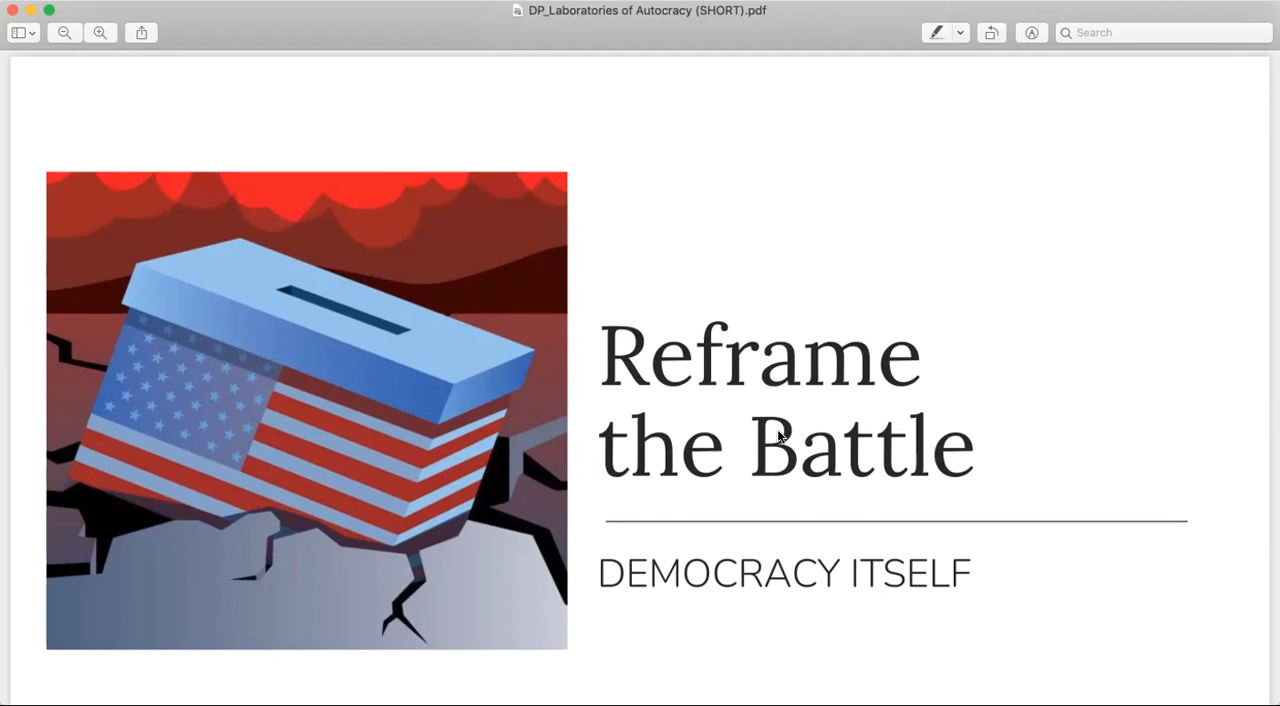 DP_Laboratories of Autocracy (SHORT).pdf
Search
Reframe
the Battle
DEMOCRACY ITSELF